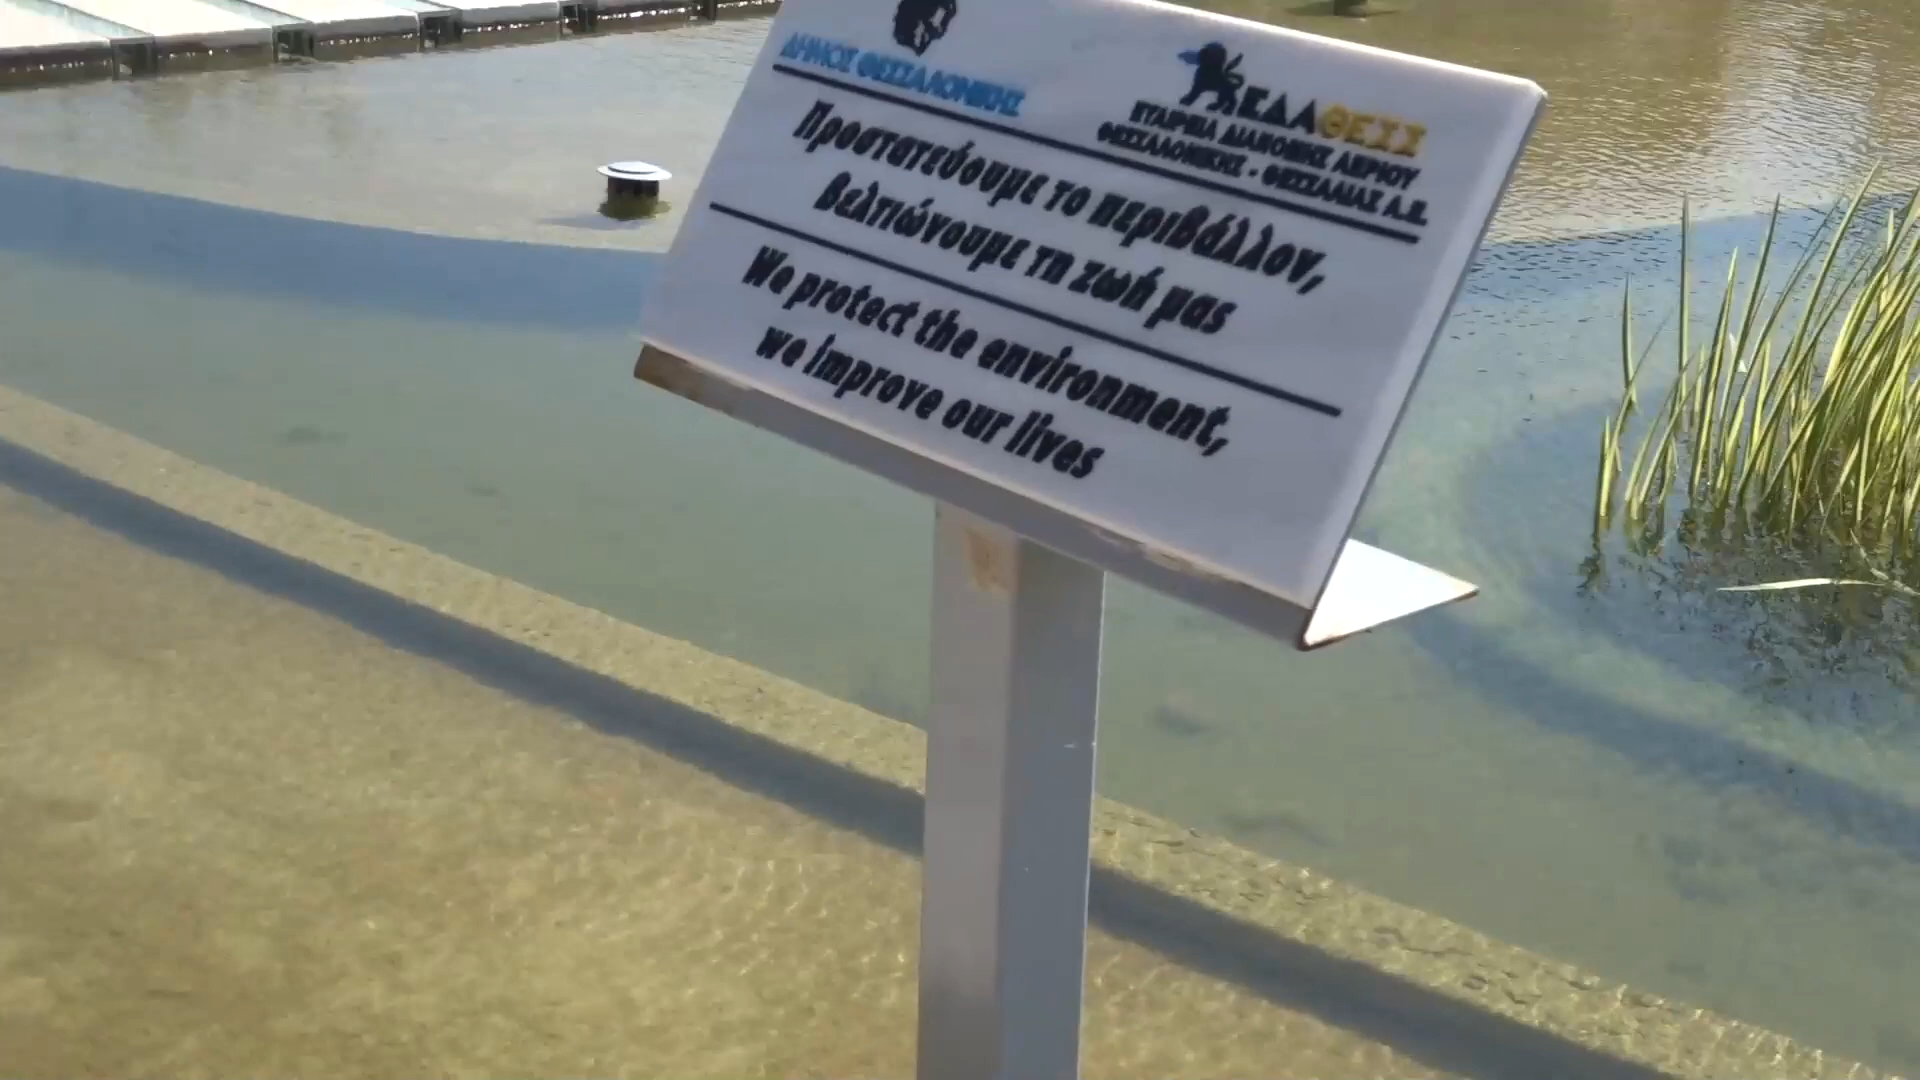 ΔΗΜΟΣ ΘΕΣΣΑΛΟΝΙΚΗΣ
ΕΔΑΘΕΣΣ
ΕΤΑΙΡΕΙΑ ΔΙΑΝΟΜΗΣ ΑΕΡΙΟΥ
ΘΕΣΣΑΛΟΝΙΚΗΣ - ΘΕΣΣΑΛΙΑΣ Α.Ε.
Προστατεύουμε το περιβάλλον,
βελτιώνουμε τη ζωή μας
We protect the environment,
we improve our lives